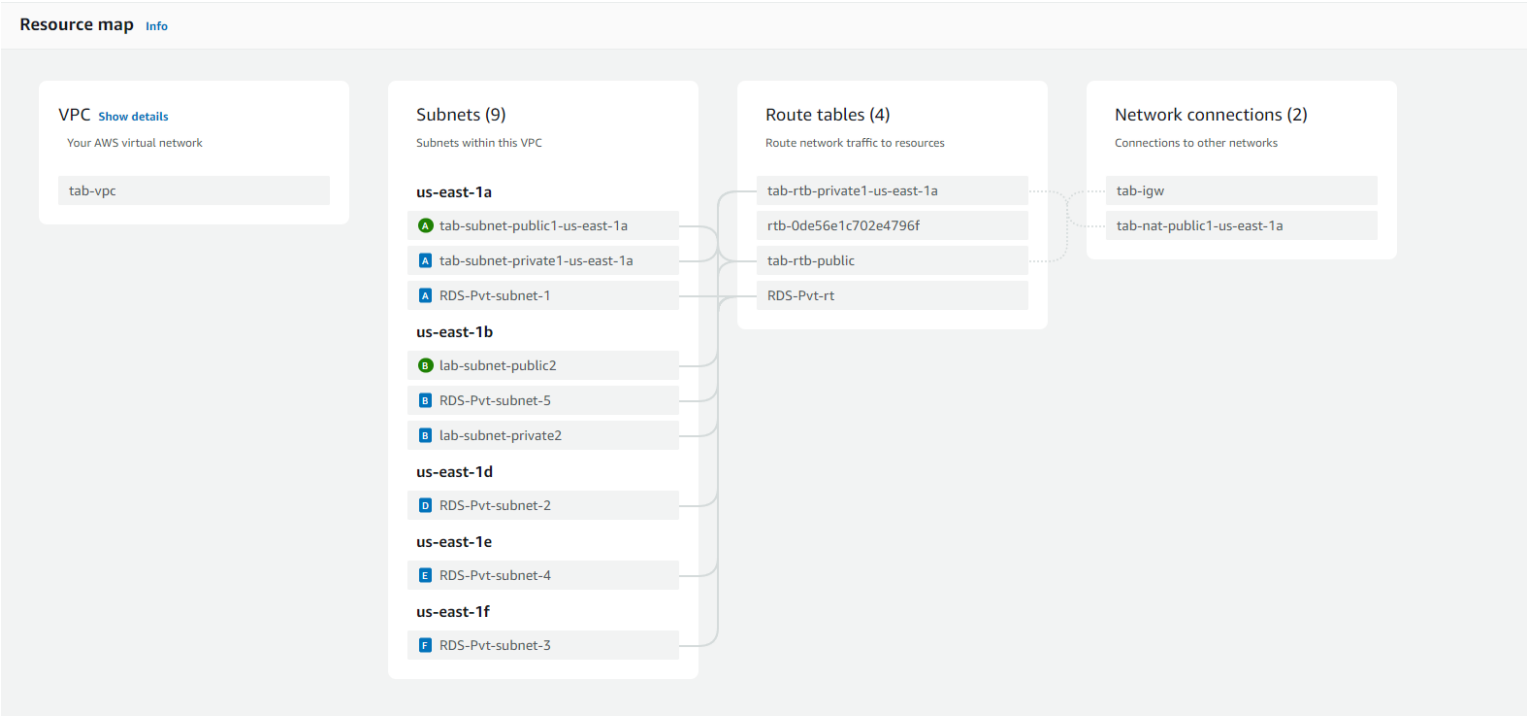 Resource map Info
VPC Show details
Your AWS virtual network
tab-vpc
Subnets (9)
Subnets within this VPC
us-east-1a
A tab-subnet-public1-us-east-1a
A tab-subnet-private1-us-east-1a
A RDS-Pvt-subnet-1
us-east-1b
B lab-subnet-public2
B RDS-Pvt-subnet-5
B lab-subnet-private2
us-east-1d
D RDS-Pvt-subnet-2
us-east-1e
E RDS-Pvt-subnet-4
us-east-1f
F RDS-Pvt-subnet-3
Route tables (4)
Route network traffic to resources
tab-rtb-private1-us-east-1a
rtb-0de56e1c702e4796f
tab-rtb-public
RDS-Pvt-rt
Network connections (2)
Connections to other networks
tab-igw
tab-nat-public1-us-east-1a